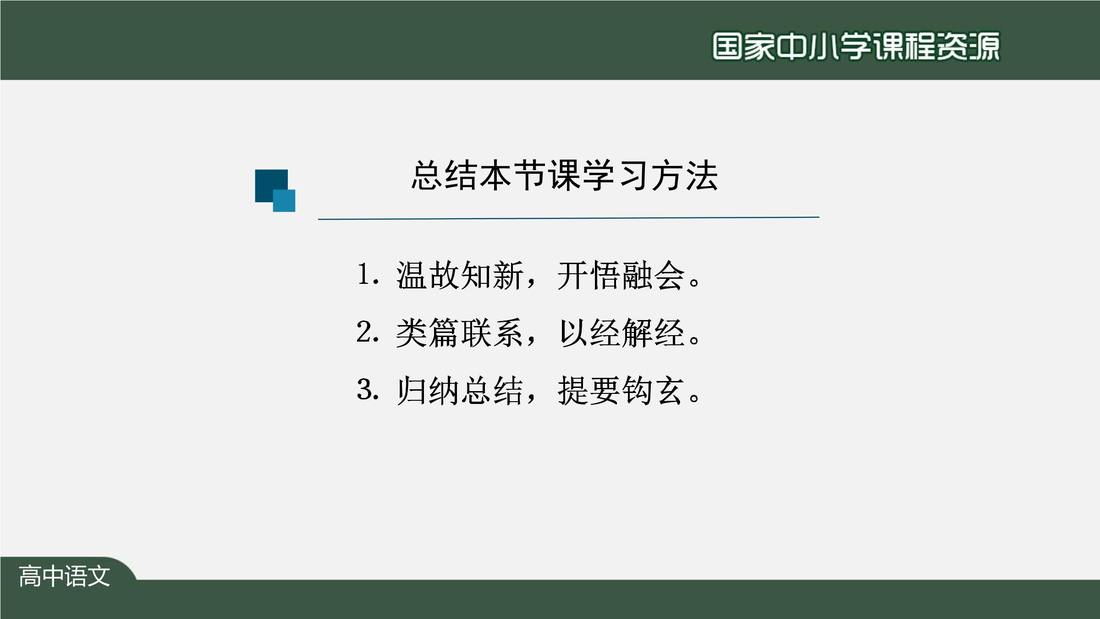 国家中小学课程资源
总结本节课学习方法
1. 温故知新，开悟融会。
2. 类篇联系，以经解经。
3. 归纳总结，提要钩玄。
高中语文